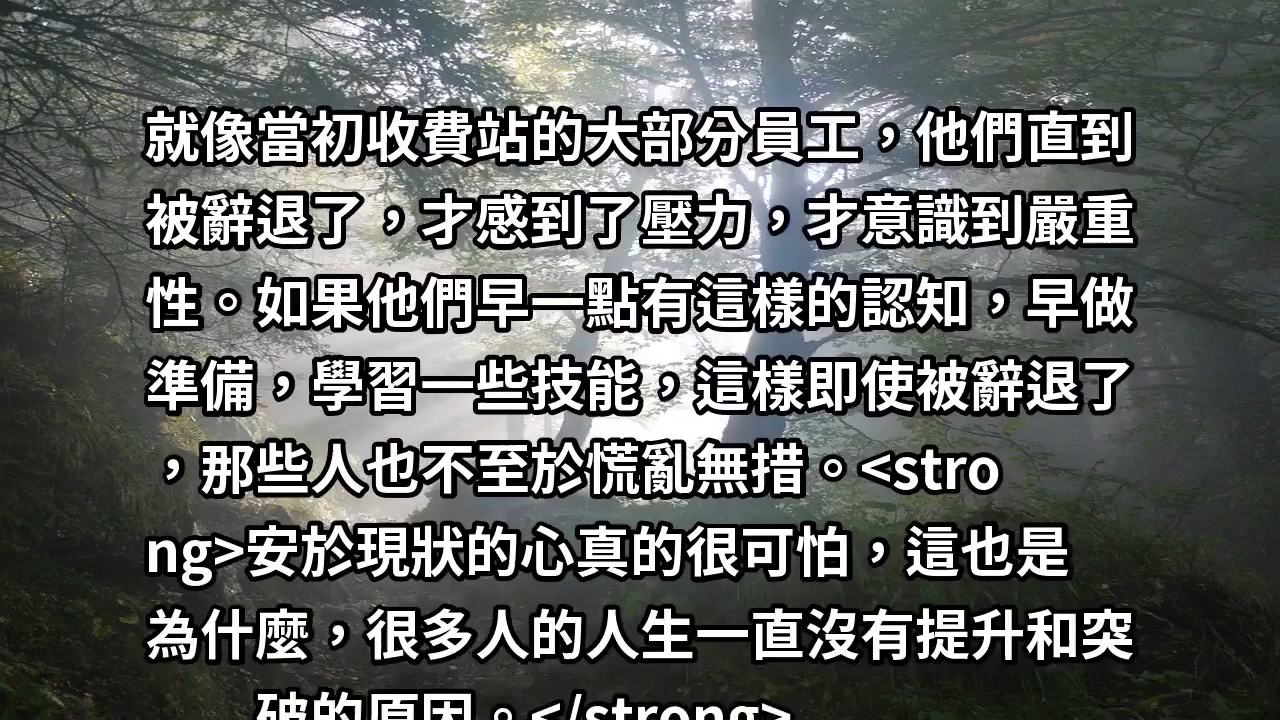 就像當初收費站的大部分員工，他們直到
被辭退了，才感到了壓力，才意識到嚴重
性。如果他們早一點有這樣的認知，早做
準備，學習一些技能，這樣即使被辭退了
，那些人也不至於慌亂無措。<stro
ng>安於現狀的心真的很可怕，這也是
為什麼，很多人的人生一直沒有提升和突
破的原因。</strong>